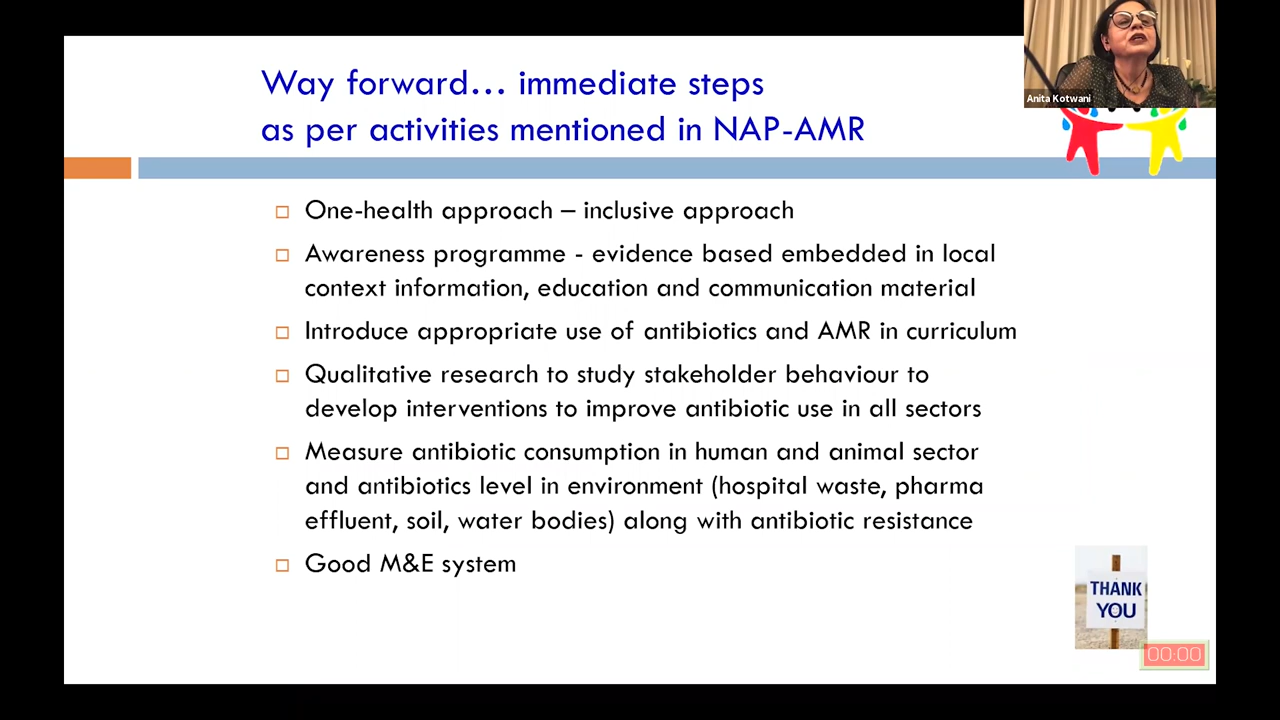 Way forward... immediate steps
as per activities mentioned in NAP-AMR
Anita Kotwani
One-health approach – inclusive approach
Awareness programme - evidence based embedded in local
context information, education and communication material
Introduce appropriate use of antibiotics and AMR in curriculum
Qualitative research to study stakeholder behaviour to
develop interventions to improve antibiotic use in all sectors
Measure antibiotic consumption in human and animal sector
and antibiotics level in environment (hospital waste, pharma
effluent, soil, water bodies) along with antibiotic resistance
Good M&E system
THANK
YOU
00:00